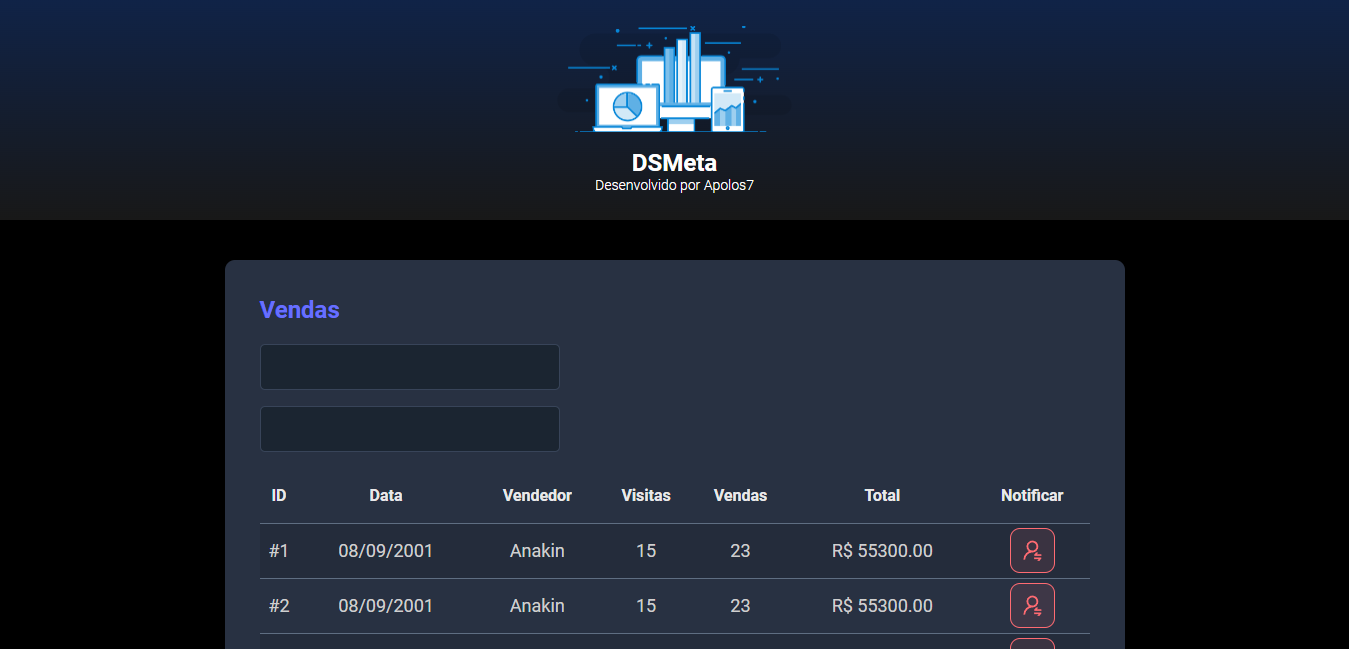 DSMeta
Desenvolvido por Apolos7
Vendas
ID Data Vendedor Visitas Vendas Total Notificar
#1 08/09/2001 Anakin 15 23 R$ 55300.00
#2 08/09/2001 Anakin 15 23 R$ 55300.00